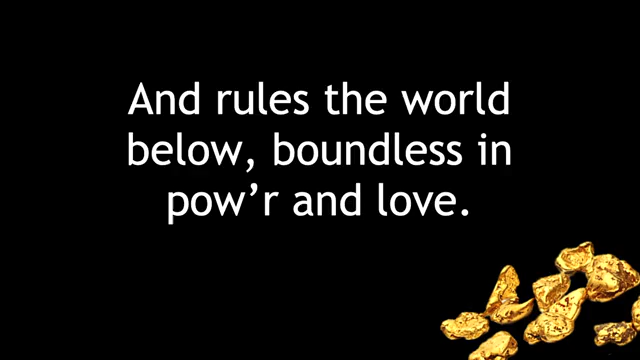 And rules the world
below, boundless in
pow’r and love.